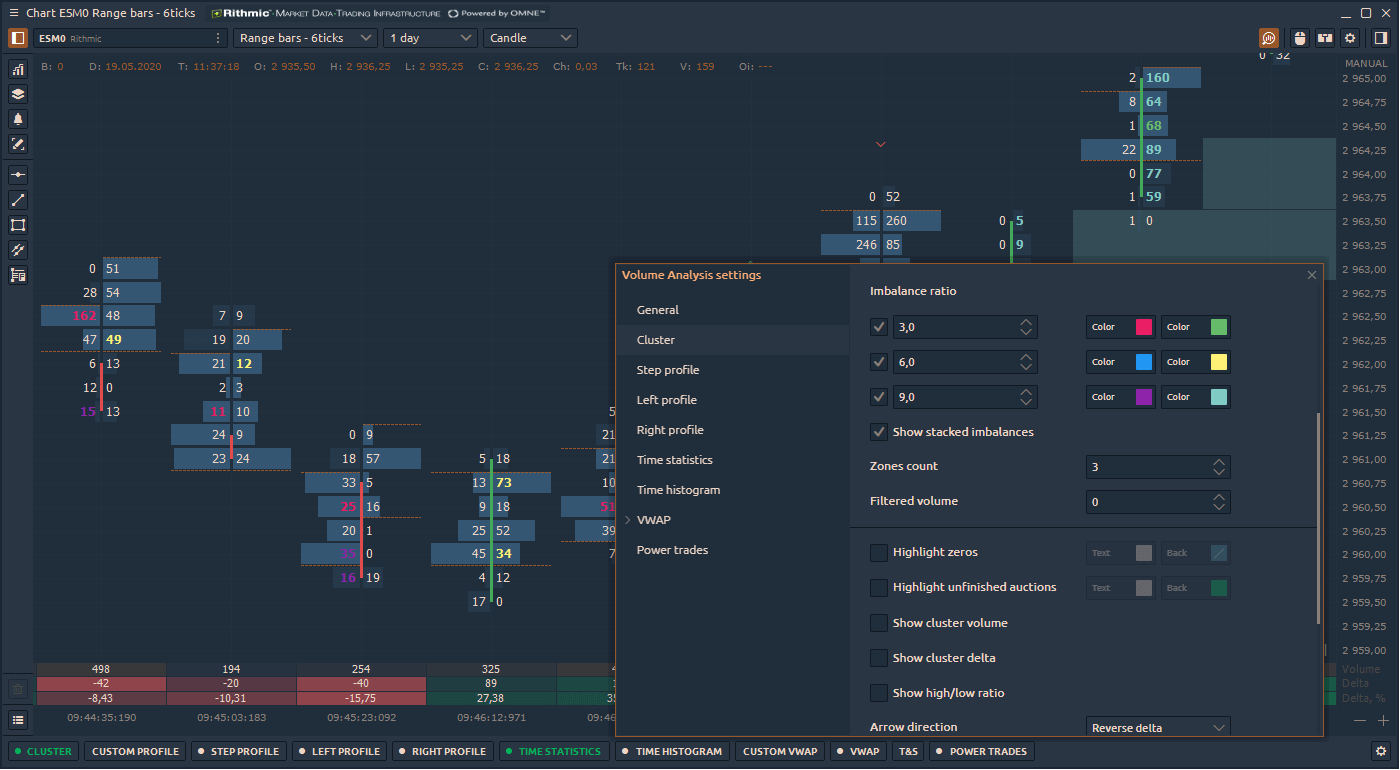 Chart ESM0 Range bars - 6ticks Rithmic™-Market Data-Trading Infrastructure Powered by OMNE™
ESM0 Rithmic Range bars - 6ticks 1 day Candle
B: 0 D: 19.05.2020 T: 11:37:18 O: 2 935,50 H: 2 936,25 L: 2 935,25 C: 2 936,25 Ch: 0,03 Tk: 121 V: 159 Oi: ---
MANUAL
0 32
2 160 2 965,00
8 64 2 964,75
1 68 2 964,50
22 89 2 964,25
0 77 2 964,00
0 52 1 59 2 963,75
115 260 0 5 1 0 2 963,50
246 85 0 9 2 963,25
0 51 2 963,00
28 54 2 962,75
162 48 7 9 2 962,50
47 49 19 20 2 962,25
6 13 21 12 2 962,00
12 0 2 3 2 961,75
15 13 11 10 5 2 961,50
24 9 0 9 21 2 961,25
23 24 18 57 5 18 21 2 961,00
33 5 13 73 10 2 960,75
25 16 9 18 51 2 960,50
20 1 25 52 39 2 960,25
0 45 34 7 2 960,00
16 19 4 12 2 959,75
17 0 2 959,50
2 959,25
2 959,00
Volume Analysis settings
General
Cluster
Step profile
Left profile
Right profile
Time statistics
Time histogram
VWAP
Power trades
Imbalance ratio
3,0 Color Color
6,0 Color Color
9,0 Color Color
Show stacked imbalances
Zones count 3
Filtered volume 0
Highlight zeros Text Back
Highlight unfinished auctions Text Back
Show cluster volume
Show cluster delta
Show high/low ratio
Arrow direction Reverse delta
498 194 254 325 Volume
-42 -20 -40 89 Delta
-8,43 -10,31 -15,75 27,38 Delta, %
09:44:35:190 09:45:03:183 09:45:23:092 09:46:12:971 09:46
CLUSTER CUSTOM PROFILE STEP PROFILE LEFT PROFILE RIGHT PROFILE TIME STATISTICS TIME HISTOGRAM CUSTOM VWAP VWAP T&S POWER TRADES